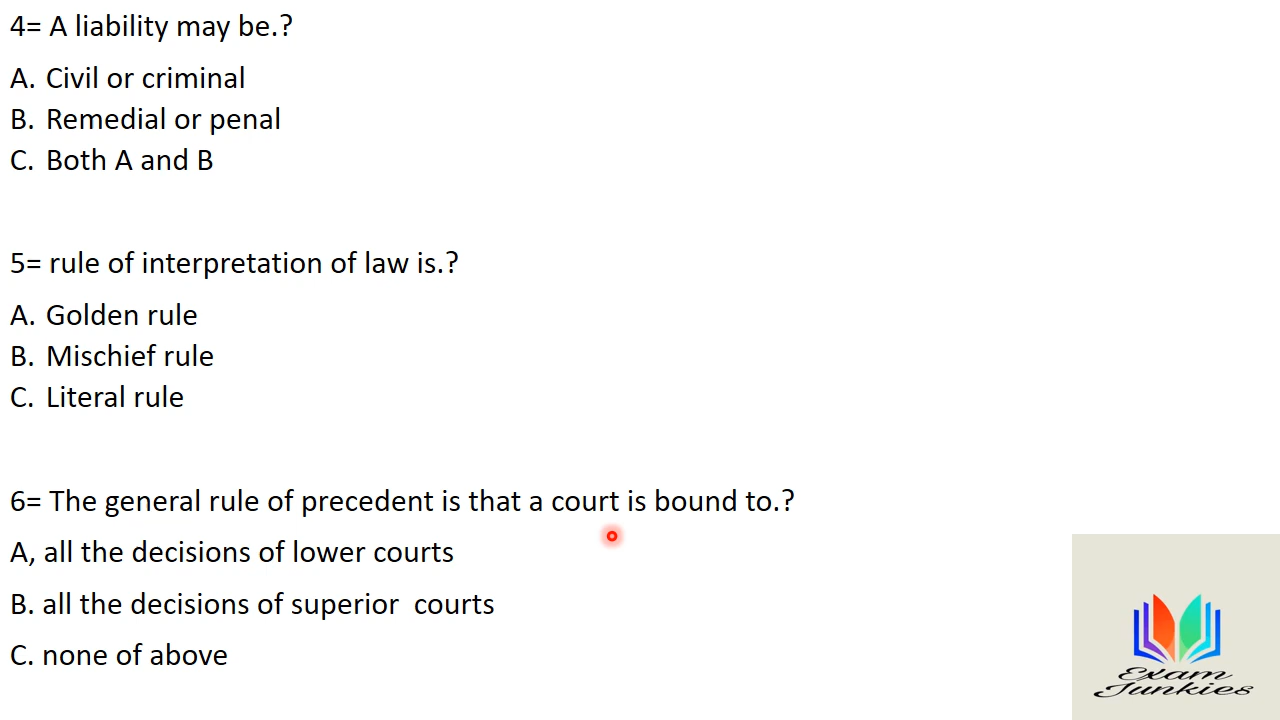 4= A liability may be.?
A. Civil or criminal
B. Remedial or penal
C. Both A and B
5= rule of interpretation of law is.?
A. Golden rule
B. Mischief rule
C. Literal rule
6= The general rule of precedent is that a court is bound to.?
A, all the decisions of lower courts
B. all the decisions of superior  courts
C. none of above
Exam
Junkies